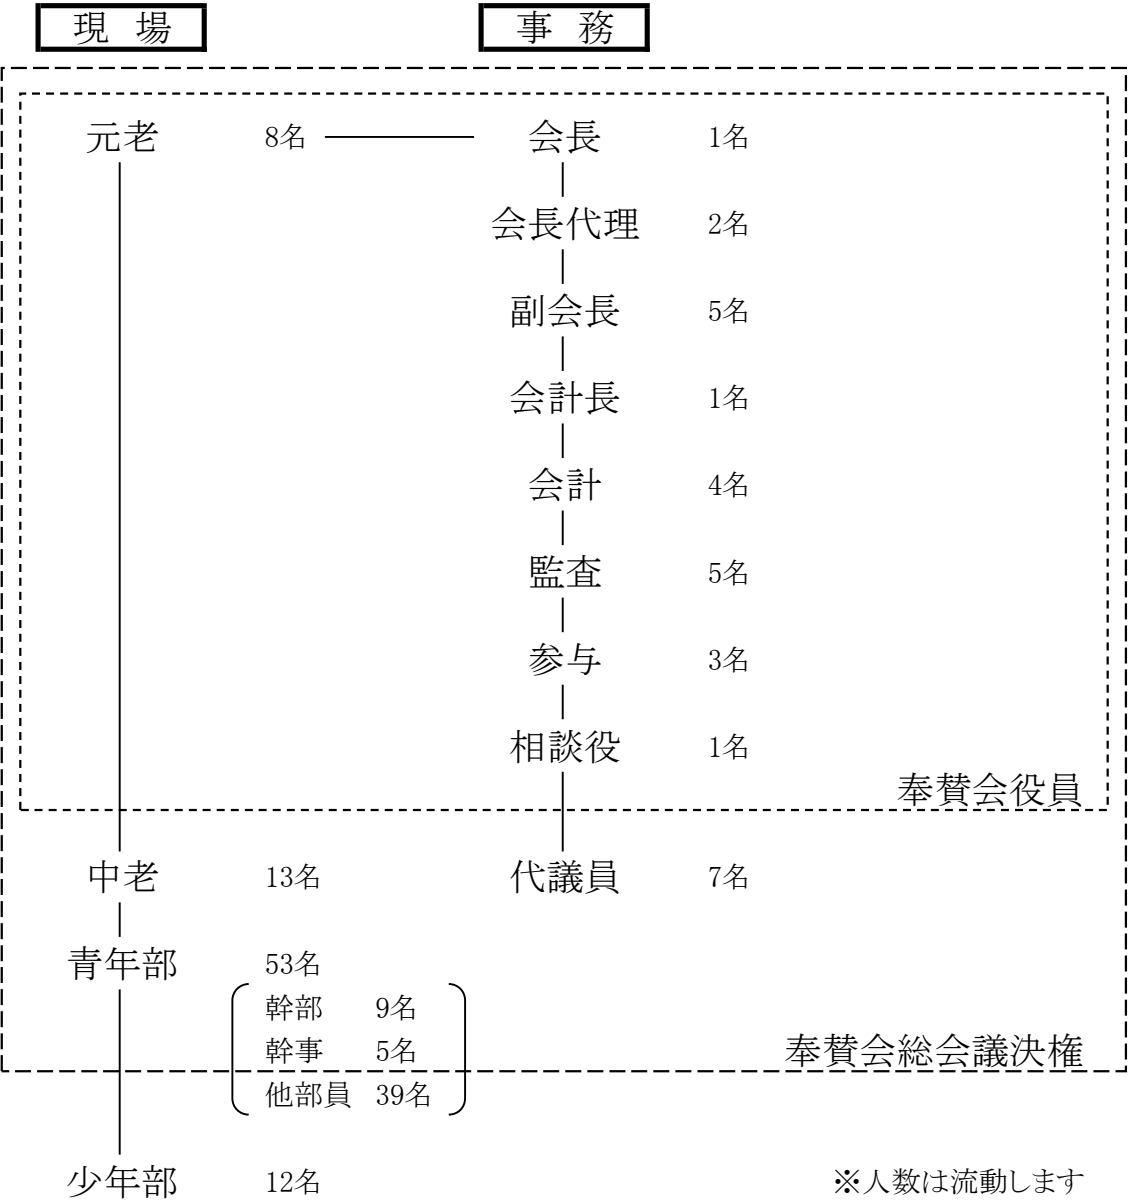 現 場 事 務
元老 8名 会長 1名
会長代理 2名
副会長 5名
会計長 1名
会計 4名
監査 5名
参与 3名
相談役 1名
奉賛会役員
中老 13名 代議員 7名
青年部 53名
幹部 9名
幹事 5名
奉賛会総会議決権
他部員 39名
少年部 12名 ※人数は流動します